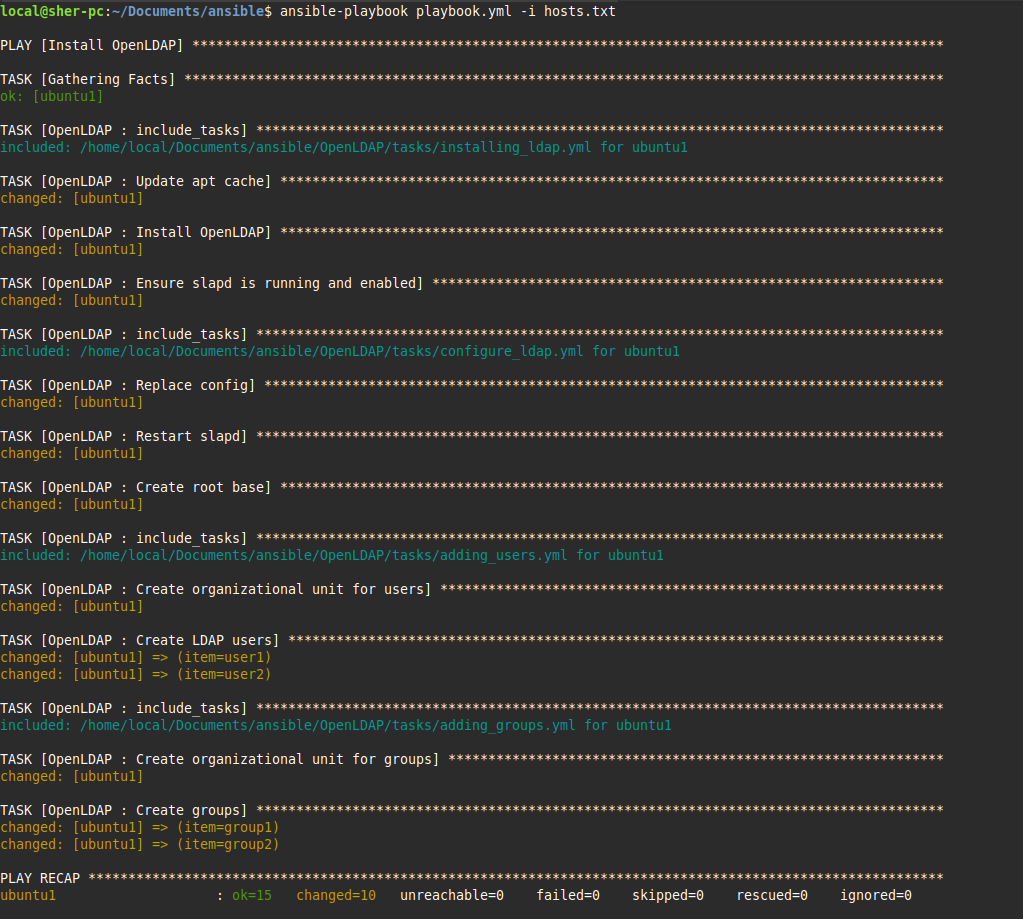 local@sher-pc:~/Documents/ansible$ ansible-playbook playbook.yml -i hosts.txt
PLAY [Install OpenLDAP] **********************************************************************************************
TASK [Gathering Facts] ***********************************************************************************************
ok: [ubuntu1]
TASK [OpenLDAP : include_tasks] **************************************************************************************
included: /home/local/Documents/ansible/OpenLDAP/tasks/installing_ldap.yml for ubuntu1
TASK [OpenLDAP : Update apt cache] ***********************************************************************************
changed: [ubuntu1]
TASK [OpenLDAP : Install OpenLDAP] ***********************************************************************************
changed: [ubuntu1]
TASK [OpenLDAP : Ensure slapd is running and enabled] ****************************************************************
changed: [ubuntu1]
TASK [OpenLDAP : include_tasks] **************************************************************************************
included: /home/local/Documents/ansible/OpenLDAP/tasks/configure_ldap.yml for ubuntu1
TASK [OpenLDAP : Replace config] *************************************************************************************
changed: [ubuntu1]
TASK [OpenLDAP : Restart slapd] **************************************************************************************
changed: [ubuntu1]
TASK [OpenLDAP : Create root base] ***********************************************************************************
changed: [ubuntu1]
TASK [OpenLDAP : include_tasks] **************************************************************************************
included: /home/local/Documents/ansible/OpenLDAP/tasks/adding_users.yml for ubuntu1
TASK [OpenLDAP : Create organizational unit for users] ***************************************************************
changed: [ubuntu1]
TASK [OpenLDAP : Create LDAP users] **********************************************************************************
changed: [ubuntu1] => (item=user1)
changed: [ubuntu1] => (item=user2)
TASK [OpenLDAP : include_tasks] **************************************************************************************
included: /home/local/Documents/ansible/OpenLDAP/tasks/adding_groups.yml for ubuntu1
TASK [OpenLDAP : Create organizational unit for groups] **************************************************************
changed: [ubuntu1]
TASK [OpenLDAP : Create groups] **************************************************************************************
changed: [ubuntu1] => (item=group1)
changed: [ubuntu1] => (item=group2)
PLAY RECAP ***********************************************************************************************************
ubuntu1                    : ok=15   changed=10   unreachable=0    failed=0    skipped=0    rescued=0    ignored=0